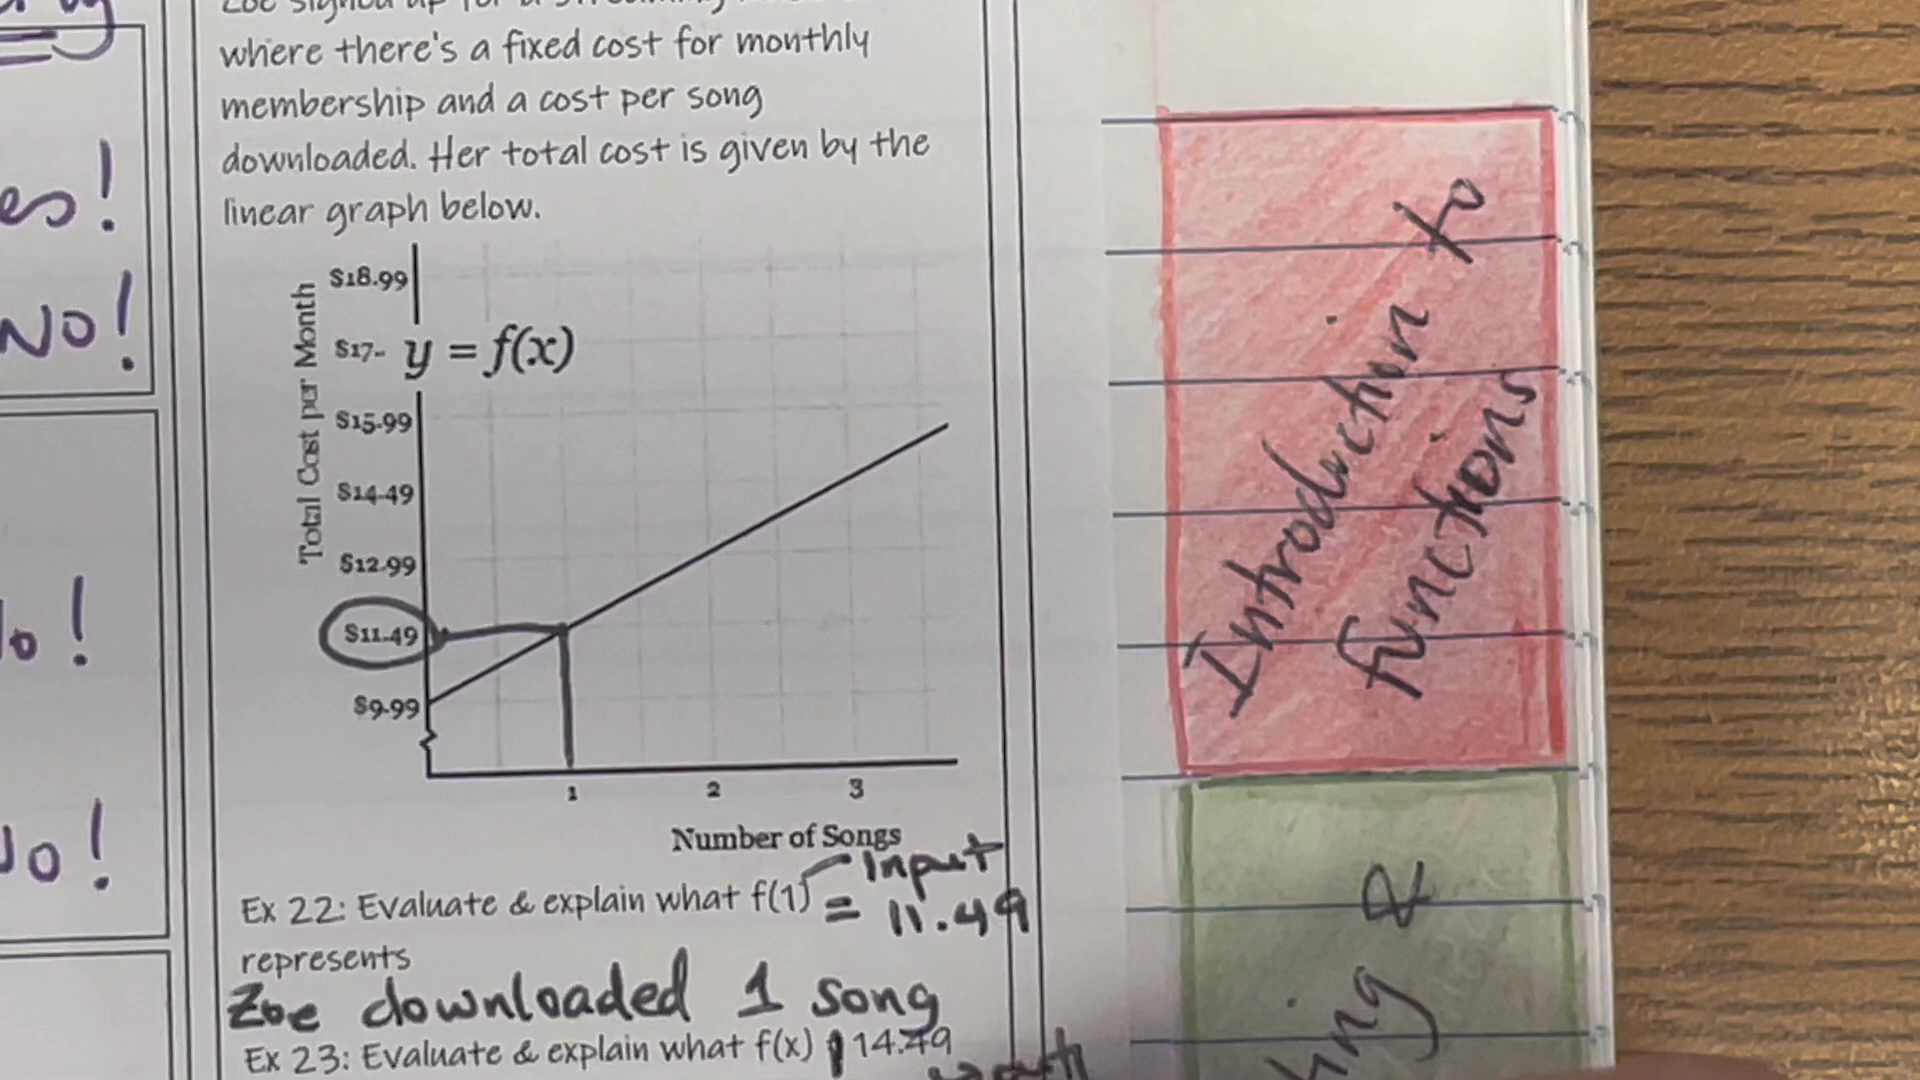 es!
No!
No!
where there's a fixed cost for monthly
membership and a cost per song
downloaded. Her total cost is given by the
linear graph below.
Total Cost per Month
$18.99
$17-
y = f(x)
$15.99
$14.49
$12.99
$11.49
$9.99
1 2 3
Number of Songs
input
Ex 22: Evaluate & explain what f(1) = 11.49
represents
Zoe downloaded 1 song
Ex 23: Evaluate & explain what f(x)
Introduction to
functions
&